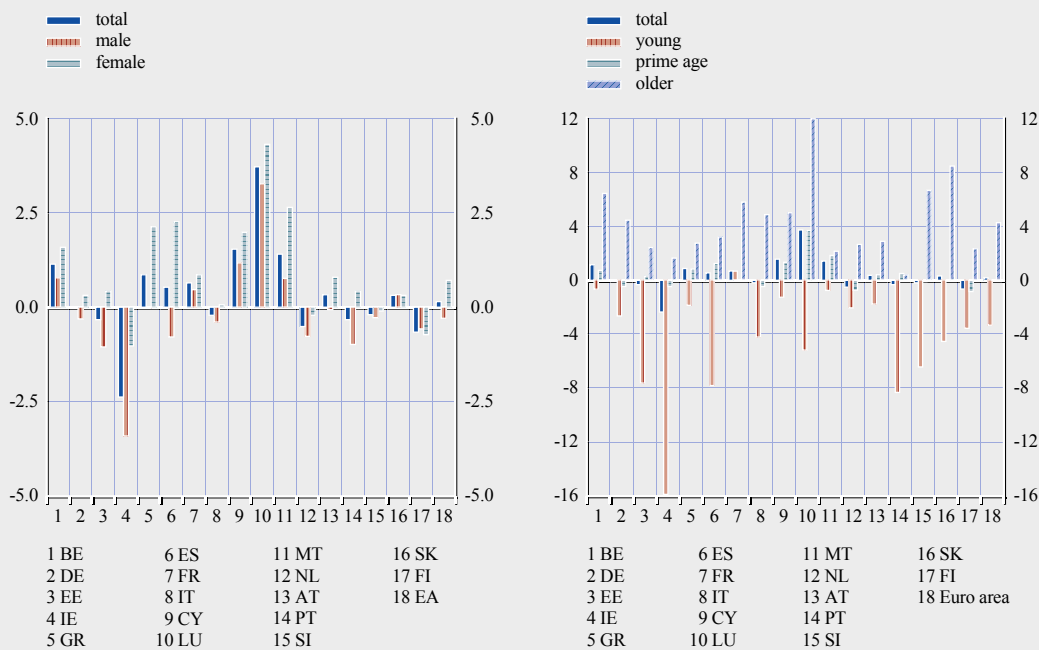 total
male
female
5.0
2.5
0.0
-2.5
-5.0
5.0
2.5
0.0
-2.5
-5.0
1 2 3 4 5 6 7 8 9 10 11 12 13 14 15 16 17 18
1 BE 6 ES 11 MT 16 SK
2 DE 7 FR 12 NL 17 FI
3 EE 8 IT 13 AT 18 EA
4 IE 9 CY 14 PT
5 GR 10 LU 15 SI
total
young
prime age
older
12
8
4
0
-4
-8
-12
-16
12
8
4
0
-4
-8
-12
-16
1 2 3 4 5 6 7 8 9 10 11 12 13 14 15 16 17 18
1 BE 6 ES 11 MT 16 SK
2 DE 7 FR 12 NL 17 FI
3 EE 8 IT 13 AT 18 Euro area
4 IE 9 CY 14 PT
5 GR 10 LU 15 SI